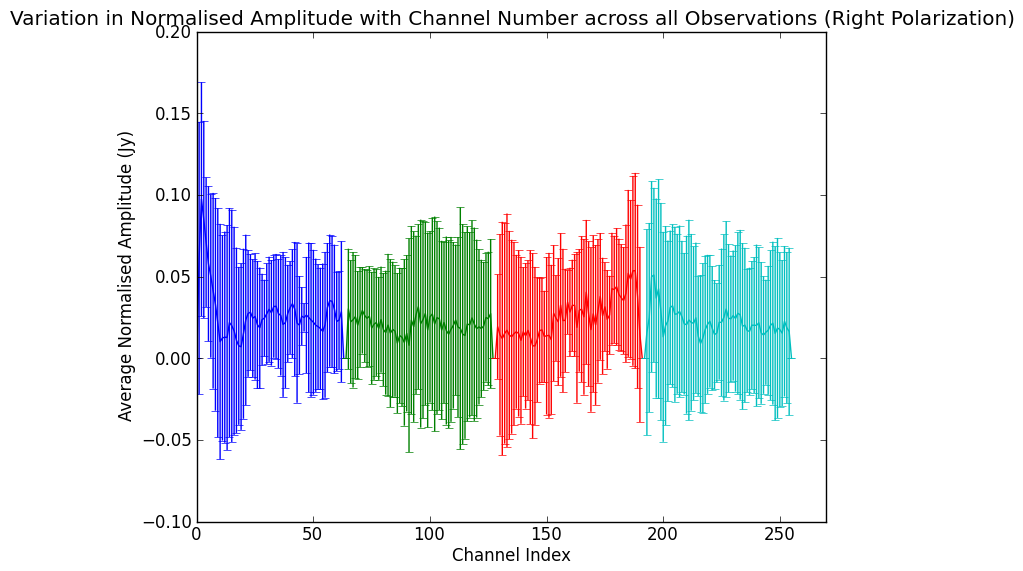 Variation in Normalised Amplitude with Channel Number across all Observations (Right Polarization)
0.20
0.15
0.10
0.05
0.00
−0.05
−0.10
Average Normalised Amplitude (Jy)
0 50 100 150 200 250
Channel Index